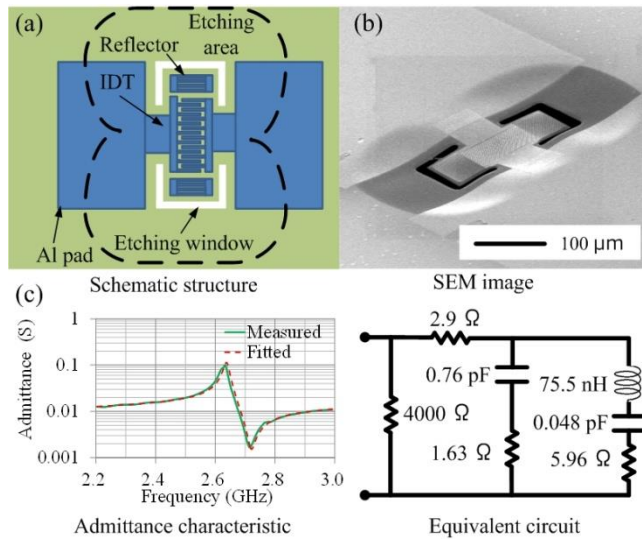 (a)
Etching
area
Reflector
IDT
Al pad
Etching window
Schematic structure
(b)
100 μm
SEM image
(c)
Admittance (S)
1
0.1
0.01
0.001
Measured
Fitted
2.2 2.4 2.6 2.8 3.0
Frequency (GHz)
Admittance characteristic
2.9 Ω
0.76 pF
75.5 nH
4000 Ω
0.048 pF
1.63 Ω
5.96 Ω
Equivalent circuit